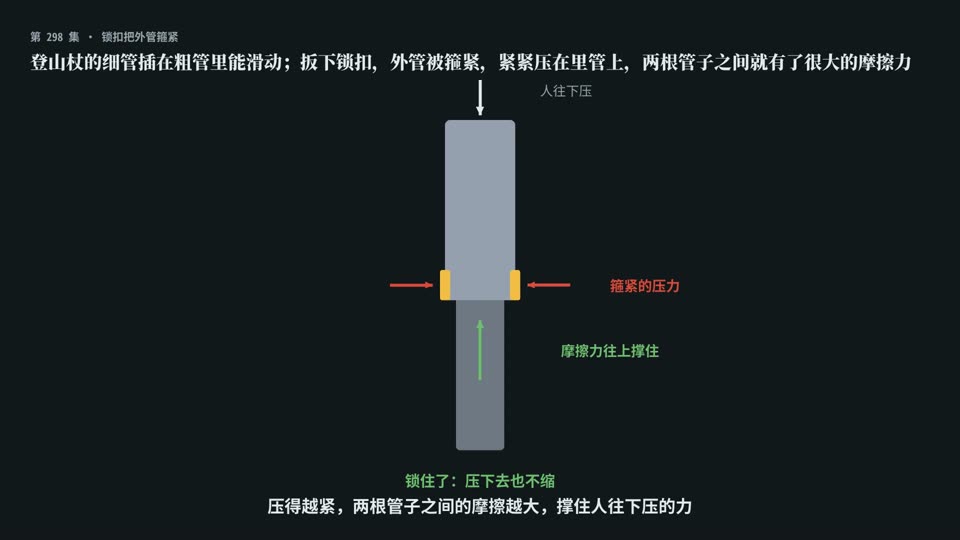 第 298 集 · 锁扣把外管箍紧
登山杖的细管插在粗管里能滑动；扳下锁扣，外管被箍紧，紧紧压在里管上，两根管子之间就有了很大的摩擦力
人往下压
箍紧的压力
摩擦力往上撑住
锁住了：压下去也不缩
压得越紧，两根管子之间的摩擦越大，撑住人往下压的力